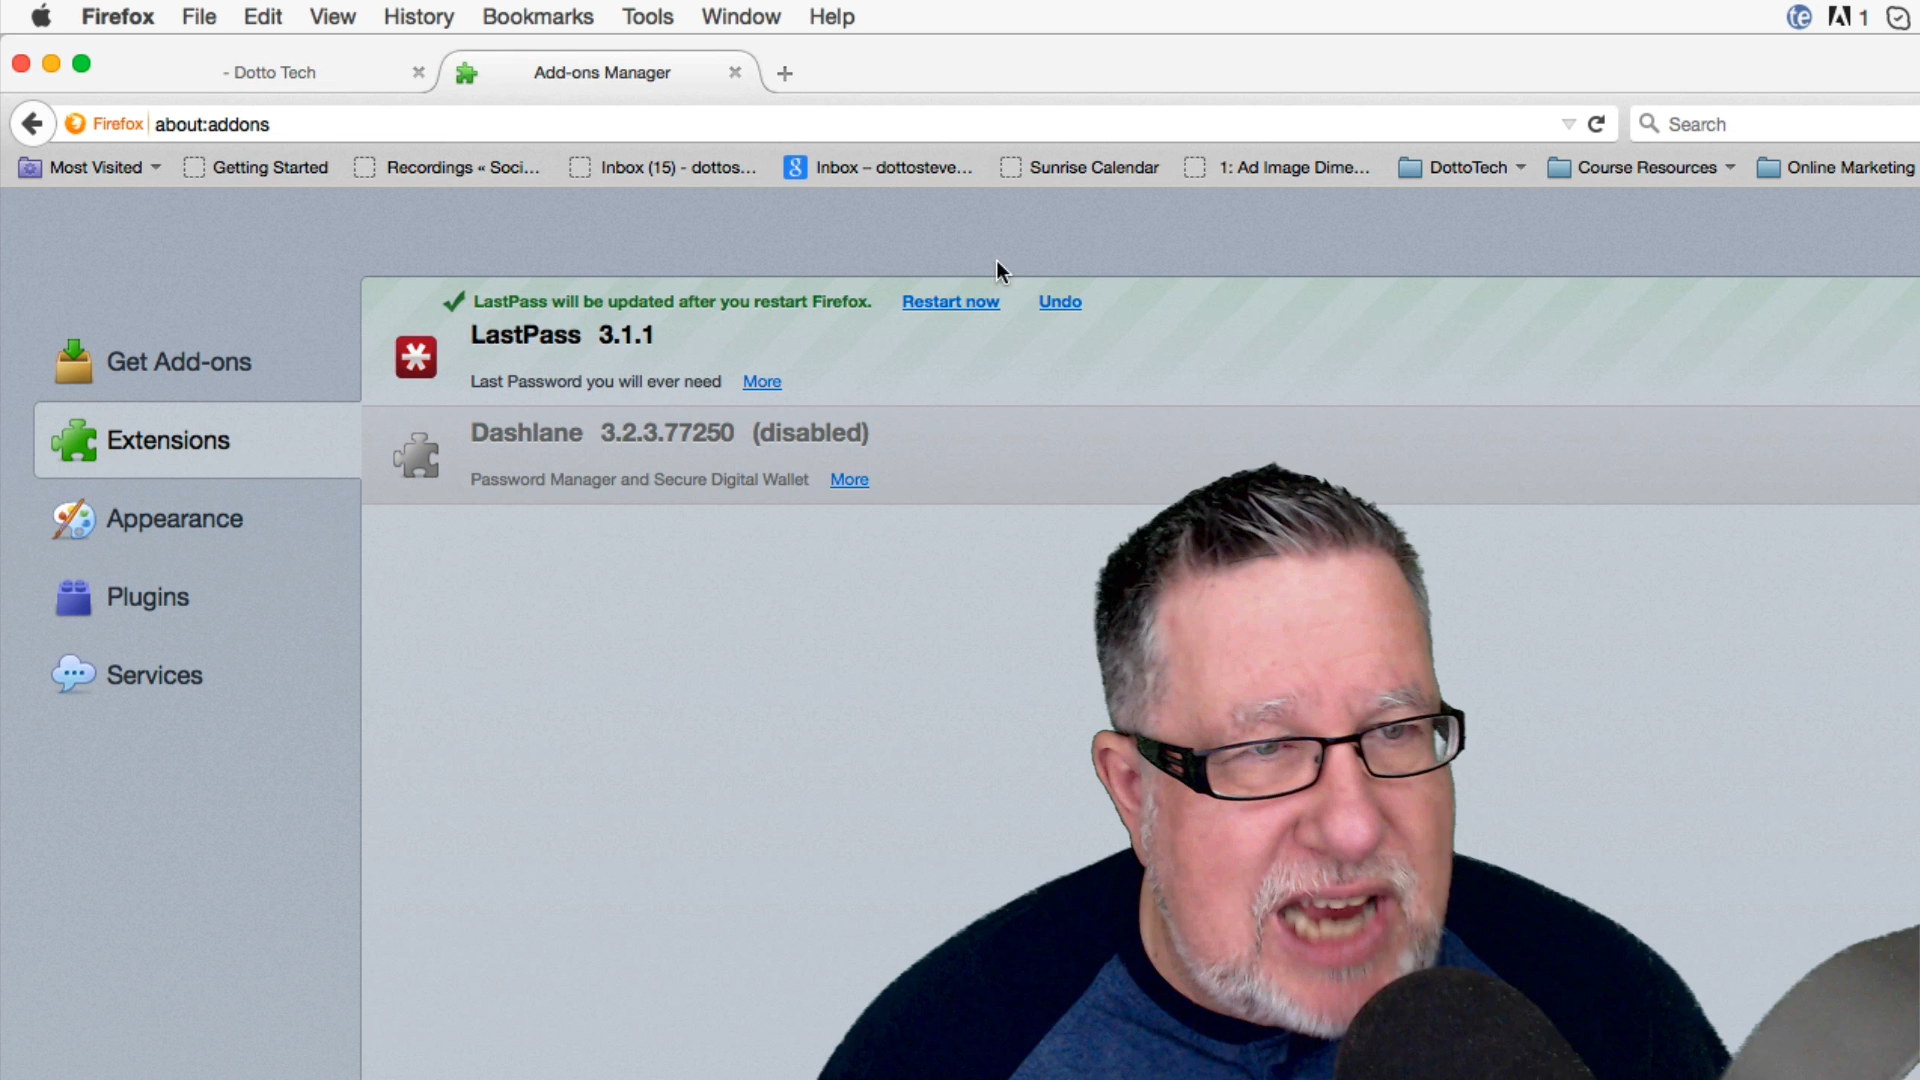 Firefox File Edit View History Bookmarks Tools Window Help
te 1
- Dotto Tech
Add-ons Manager
Firefox about:addons
Search
Most Visited Getting Started Recordings « Soci... Inbox (15) - dottos... 8 Inbox – dottosteve... Sunrise Calendar 1: Ad Image Dime... DottoTech Course Resources Online Marketing
LastPass will be updated after you restart Firefox. Restart now Undo
LastPass 3.1.1
Last Password you will ever need More
Dashlane 3.2.3.77250 (disabled)
Password Manager and Secure Digital Wallet More
Get Add-ons
Extensions
Appearance
Plugins
Services